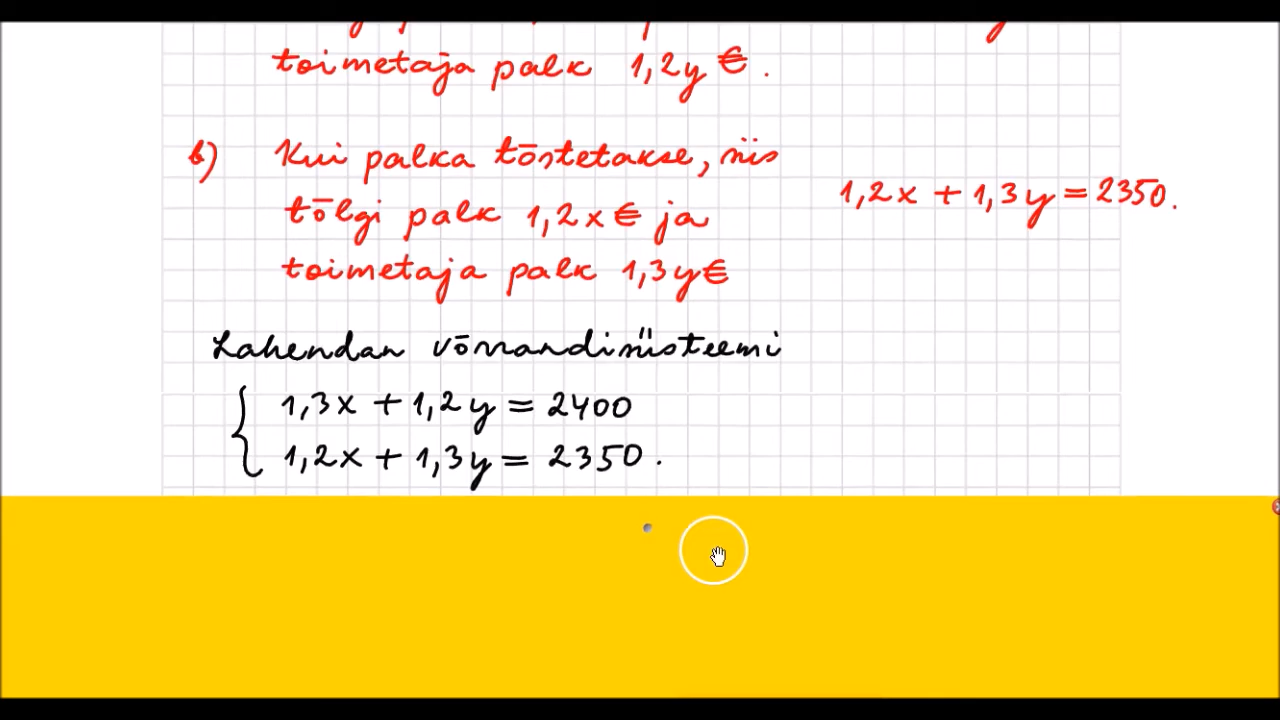 toimetaja palk 1,2y €.
b) Kui palka tõstetakse, siis
tõlgi palk 1,2x € ja
toimetaja palk 1,3y €
1,2x + 1,3y = 2350.
Lahendan võrrandisüsteemi
1,3x + 1,2y = 2400
1,2x + 1,3y = 2350.